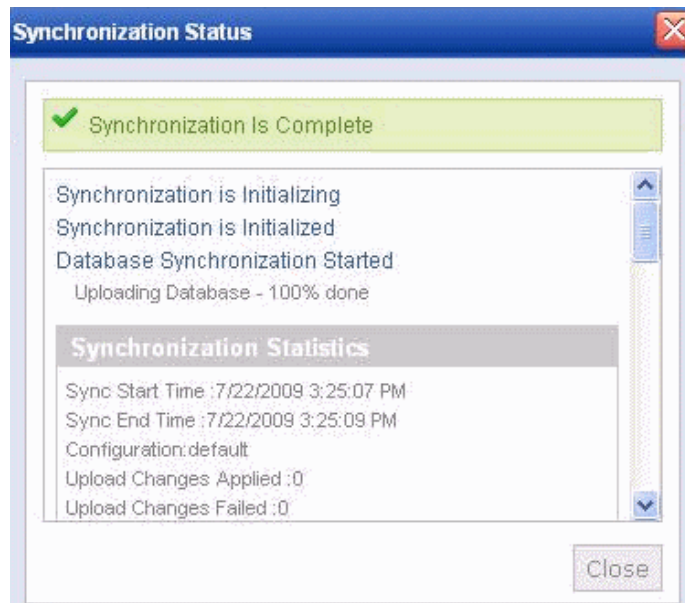 Synchronization Status
Synchronization Is Complete
Synchronization is Initializing
Synchronization is Initialized
Database Synchronization Started
Uploading Database - 100% done
Synchronization Statistics
Sync Start Time :7/22/2009 3:25:07 PM
Sync End Time :7/22/2009 3:25:09 PM
Configuration:default
Upload Changes Applied :0
Upload Changes Failed :0
Close